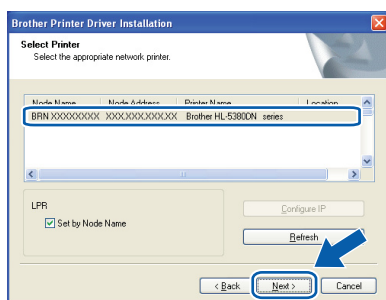 Brother Printer Driver Installation
Select Printer
Select the appropriate network printer.
Node Name Node Address Printer Name Location
BRN XXXXXXXXX XXX.XXX.XXX.XX Brother HL-5380DN series
LPR
Set by Node Name
Configure IP
Refresh
< Back Next > Cancel